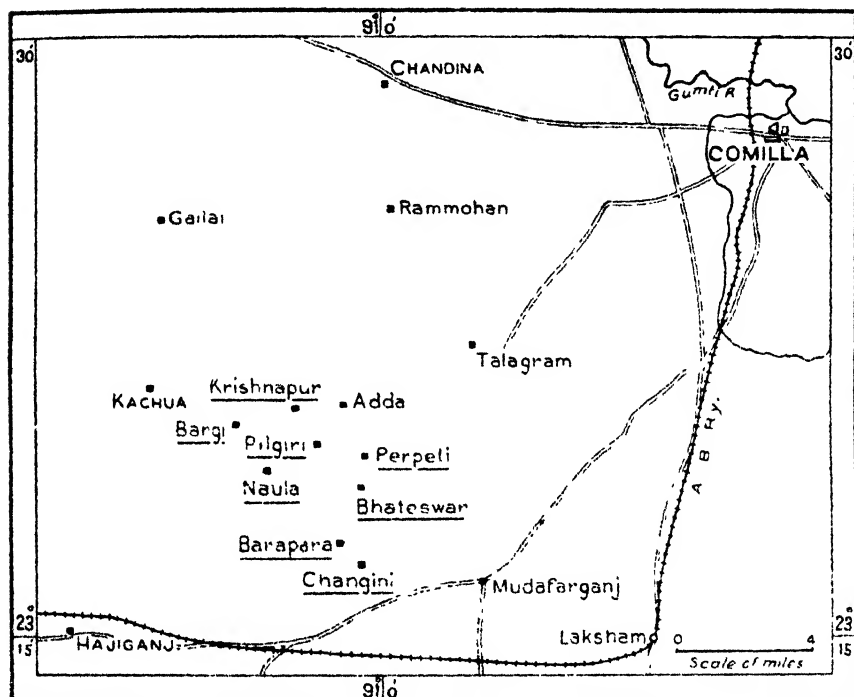 91°0'
30'
30'
CHANDINA
Gumti R
COMILLA
Gailai
Rammohan
Talagram
KACHUA
Krishnapur
Adda
Bargi
Pilgiri
Perpeti
Naula
Bhateswar
A B Ry.
Barapara
Changini
Mudafarganj
23°
15
HAJIGANJ
Laksham
0 4
Scale of miles
23°
15
91°0'